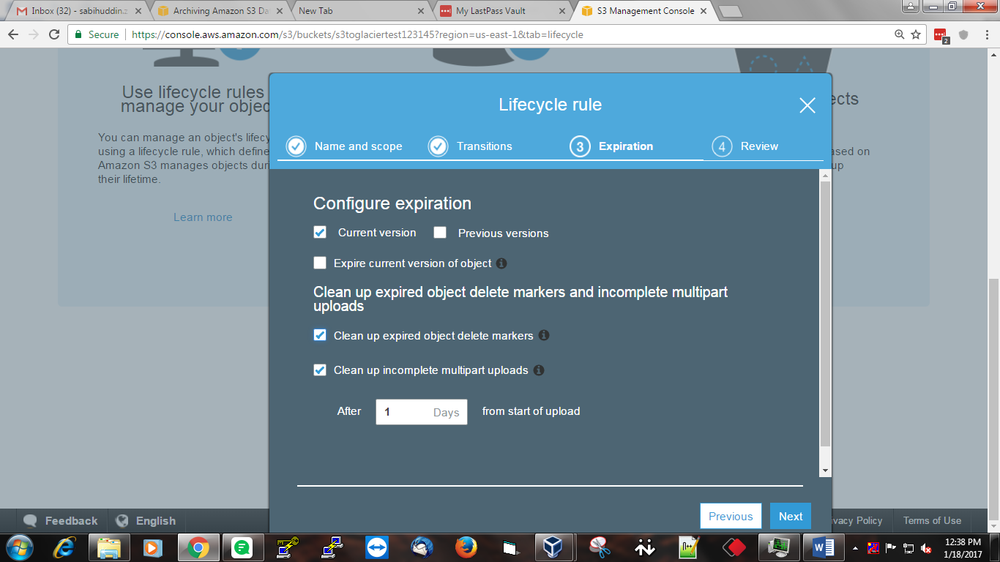 Inbox (32) - sabihuddin.z
Archiving Amazon S3 Da
New Tab
My LastPass Vault
S3 Management Console
Secure
https://console.aws.amazon.com/s3/buckets/s3toglaciertest123145?region=us-east-1&tab=lifecycle
2
Use lifecycle rules
manage your objec
You can manage an object's lifecy
using a lifecycle rule, which define
Amazon S3 manages objects duri
their lifetime.
Learn more
ects
ased on
up
Lifecycle rule
Name and scope
Transitions
3 Expiration
4 Review
Configure expiration
Current version
Previous versions
Expire current version of object
Clean up expired object delete markers and incomplete multipart
uploads
Clean up expired object delete markers
Clean up incomplete multipart uploads
After 1 Days from start of upload
Previous
Next
Feedback
English
ivacy Policy
Terms of Use
12:38 PM
1/18/2017